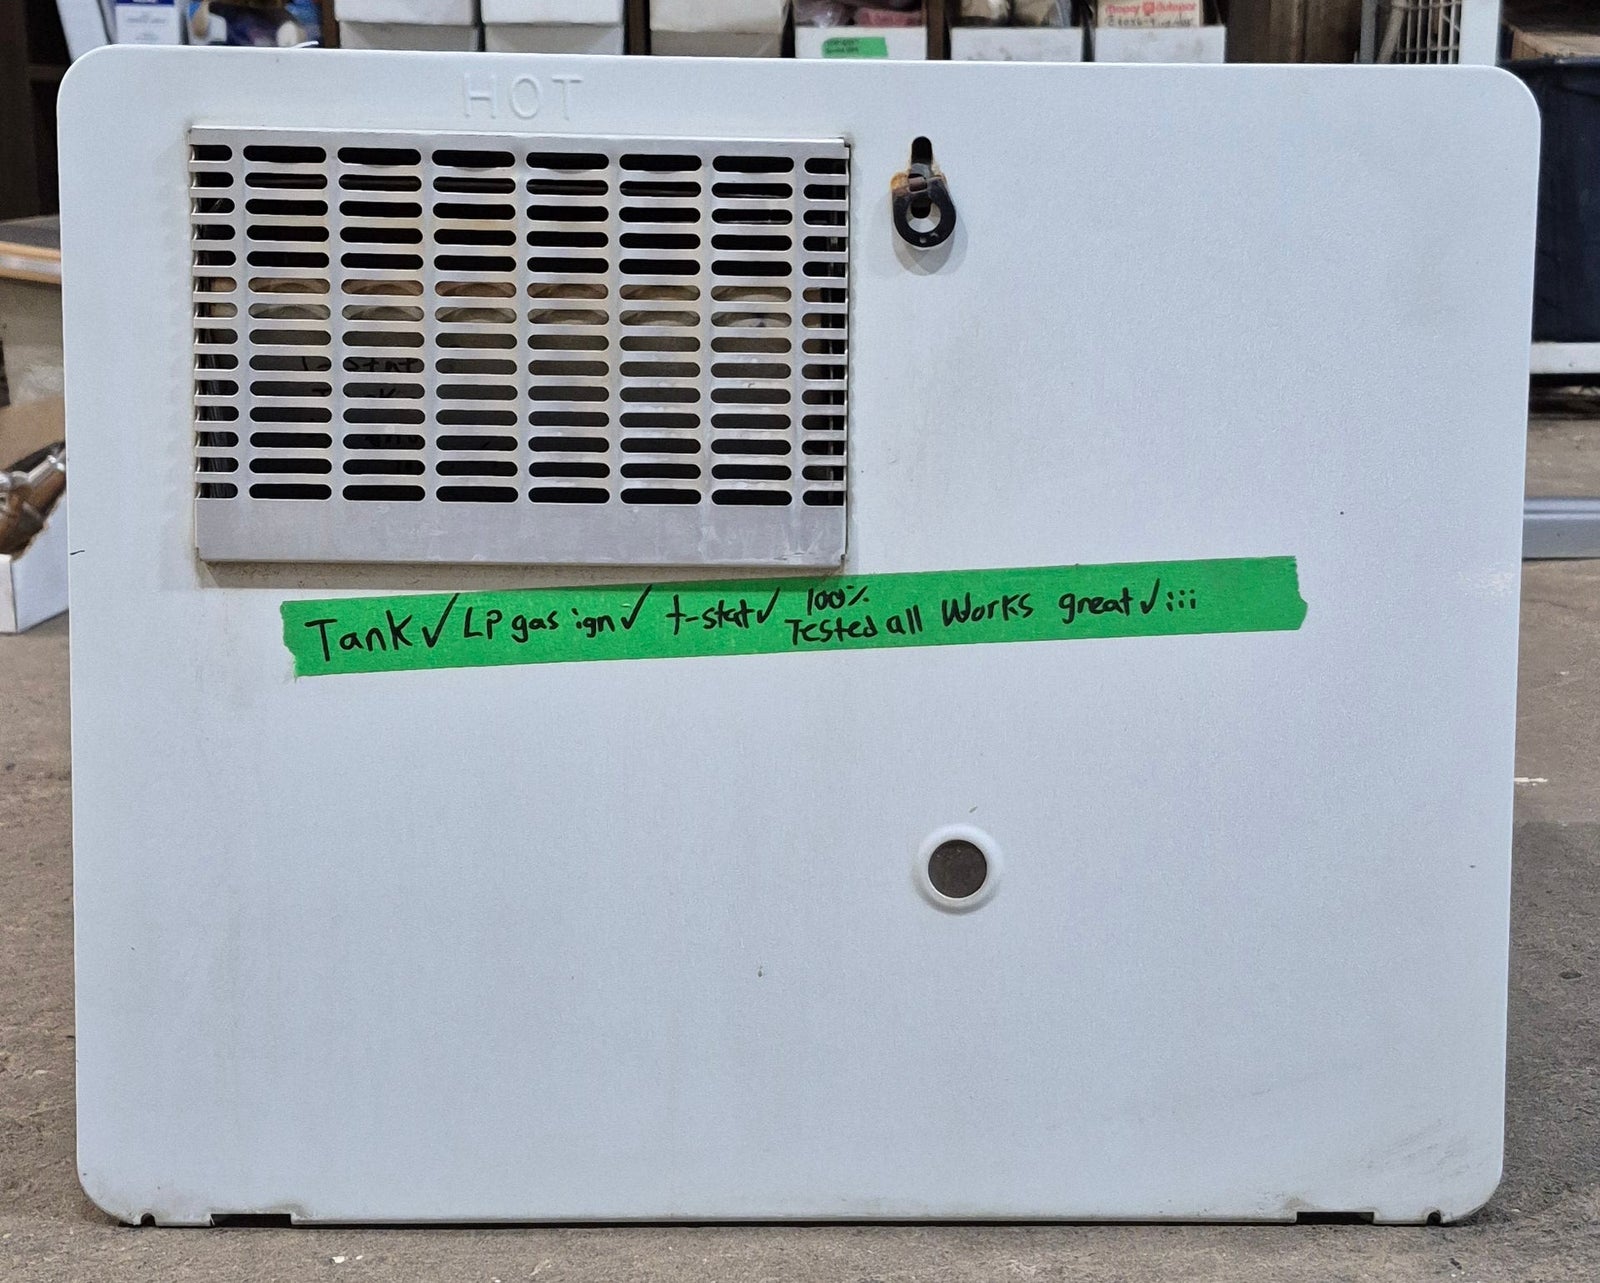 HOT
Tank✓ LP gas ign✓ t-stat✓ 100%
Tested all Works great✓¡¡¡